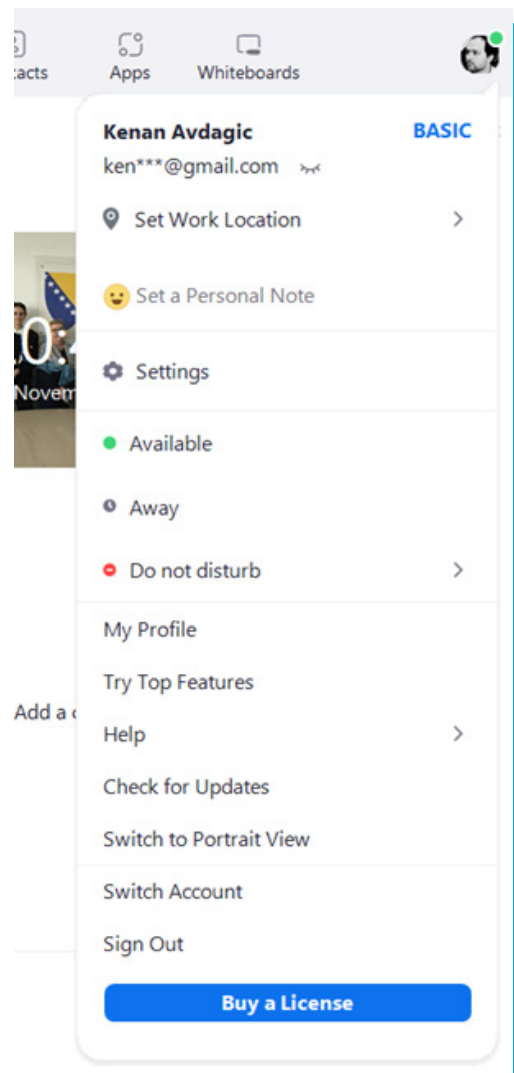 Apps
Whiteboards
Kenan Avdagic
BASIC
ken***@gmail.com
Set Work Location
Set a Personal Note
Settings
Available
Away
Do not disturb
My Profile
Try Top Features
Add a
Help
Check for Updates
Switch to Portrait View
Switch Account
Sign Out
Buy a License